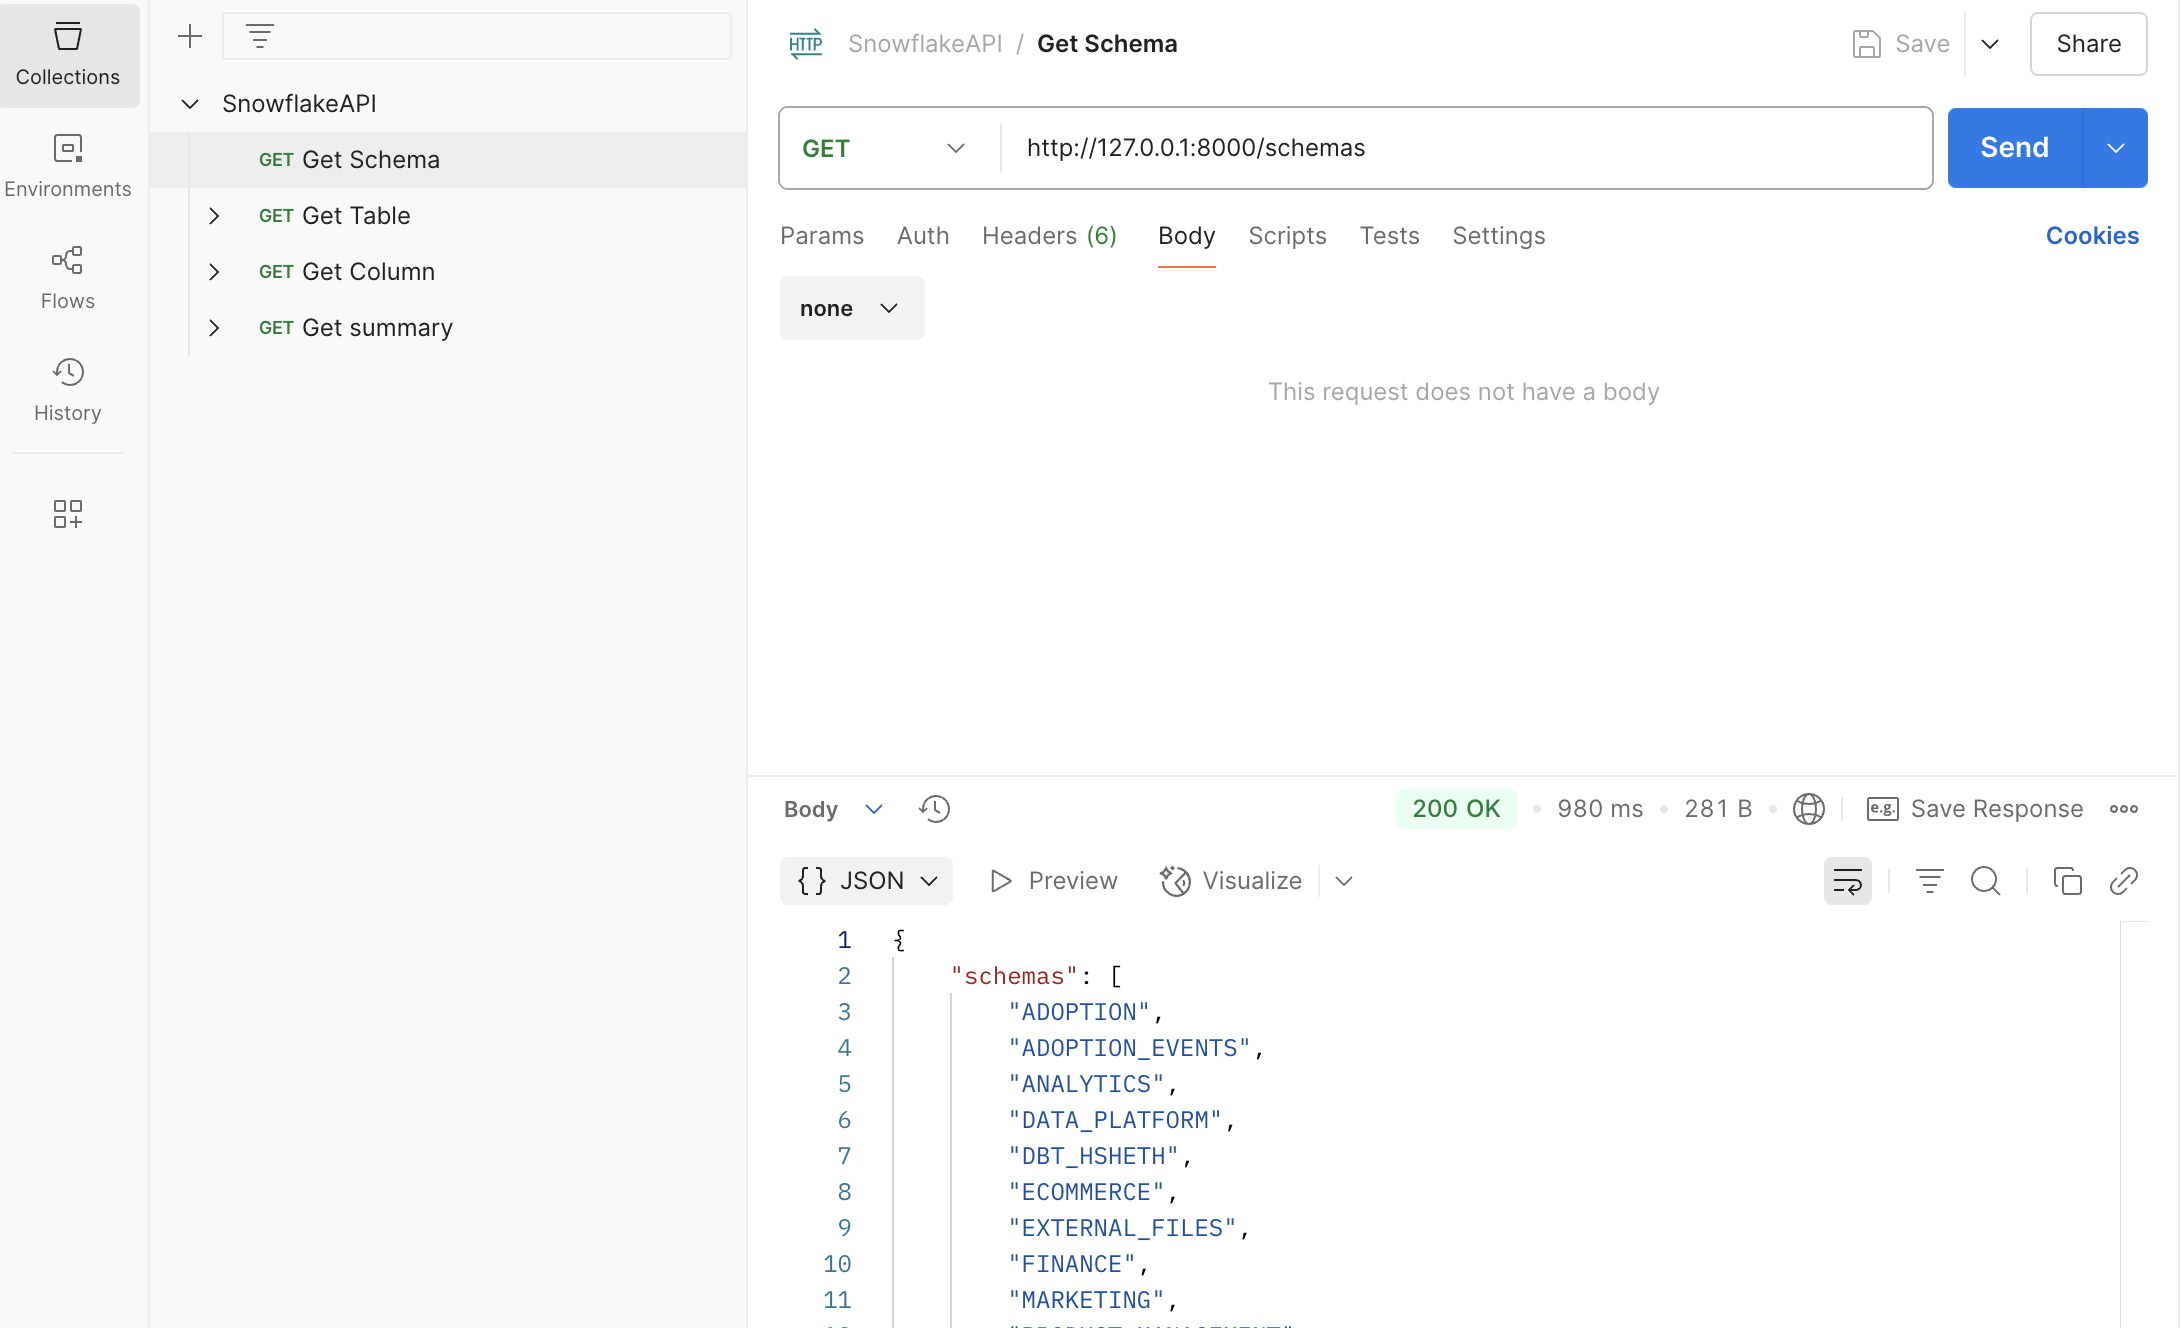 Collections
Environments
Flows
History
SnowflakeAPI
GET Get Schema
GET Get Table
GET Get Column
GET Get summary
HTTP SnowflakeAPI / Get Schema
Save
Share
GET http://127.0.0.1:8000/schemas
Send
Params Auth Headers (6) Body Scripts Tests Settings Cookies
none
This request does not have a body
Body 200 OK • 980 ms • 281 B • e.g. Save Response
{} JSON Preview Visualize
1 {
2 "schemas": [
3 "ADOPTION",
4 "ADOPTION_EVENTS",
5 "ANALYTICS",
6 "DATA_PLATFORM",
7 "DBT_HSHETH",
8 "ECOMMERCE",
9 "EXTERNAL_FILES",
10 "FINANCE",
11 "MARKETING",